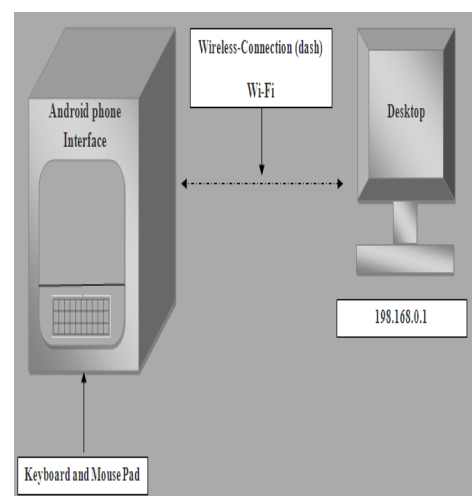 Wireless-Connection (dash)
Wi-Fi
Android phone
Interface
Desktop
198.168.0.1
Keyboard and Mouse Pad